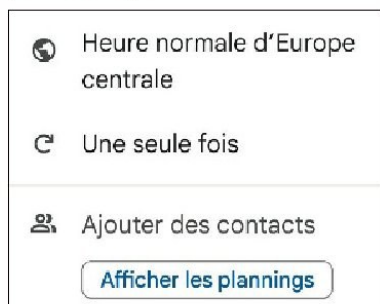 Heure normale d’Europe
centrale
Une seule fois
Ajouter des contacts
Afficher les plannings